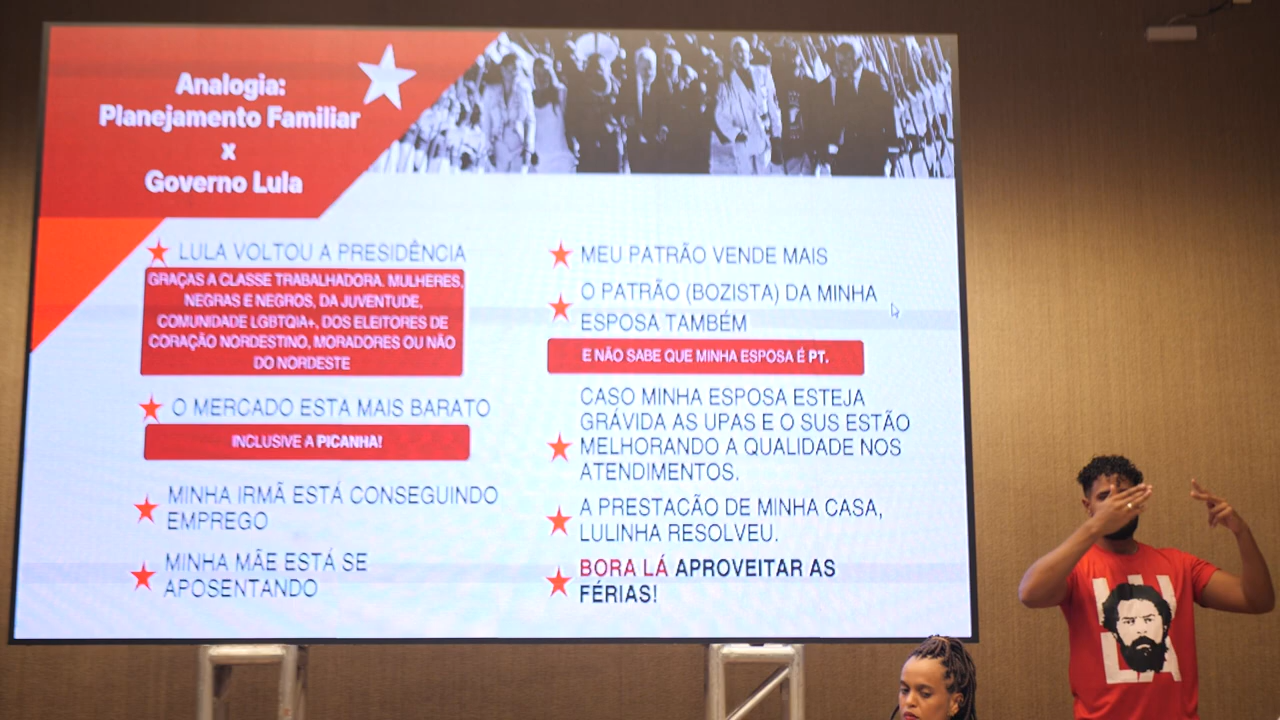 Analogia:
Planejamento Familiar
x
Governo Lula
LULA VOLTOU A PRESIDÊNCIA
GRAÇAS A CLASSE TRABALHADORA. MULHERES,
NEGRAS E NEGROS, DA JUVENTUDE,
COMUNIDADE LGBTQIA+, DOS ELEITORES DE
CORAÇÃO NORDESTINO, MORADORES OU NÃO
DO NORDESTE
O MERCADO ESTA MAIS BARATO
INCLUSIVE A PICANHA!
MINHA IRMÃ ESTÁ CONSEGUINDO
EMPREGO
MINHA MÃE ESTÁ SE
APOSENTANDO
MEU PATRÃO VENDE MAIS
O PATRÃO (BOZISTA) DA MINHA
ESPOSA TAMBÉM
E NÃO SABE QUE MINHA ESPOSA É PT.
CASO MINHA ESPOSA ESTEJA
GRÁVIDA AS UPAS E O SUS ESTÃO
MELHORANDO A QUALIDADE NOS
ATENDIMENTOS.
A PRESTACÃO DE MINHA CASA,
LULINHA RESOLVEU.
BORA LÁ APROVEITAR AS
FÉRIAS!
LU
LA